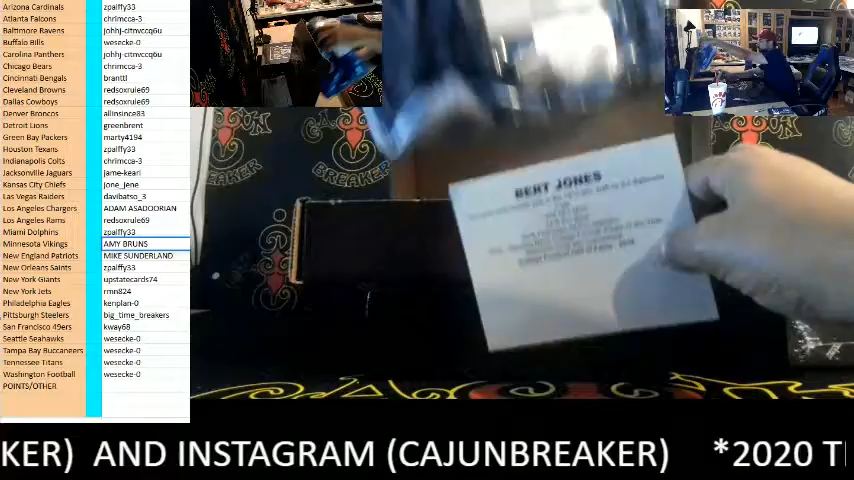 Arizona Cardinals zpalffy33
Atlanta Falcons chrimcca-3
Baltimore Ravens johhj-citnvccq6u
Buffalo Bills wesecke-0
Carolina Panthers johhj-citnvccq6u
Chicago Bears chrimcca-3
Cincinnati Bengals branttl
Cleveland Browns redsoxrule69
Dallas Cowboys redsoxrule69
Denver Broncos allinsince83
Detroit Lions greenbrent
Green Bay Packers marty4194
Houston Texans zpalffy33
Indianapolis Colts chrimcca-3
Jacksonville Jaguars jame-keari
Kansas City Chiefs jone_jene
Las Vegas Raiders davibatso_3
Los Angeles Chargers ADAM ASADOORIAN
Los Angeles Rams redsoxrule69
Miami Dolphins zpalffy33
Minnesota Vikings AMY BRUNS
New England Patriots MIKE SUNDERLAND
New Orleans Saints zpalffy33
New York Giants upstatecards74
New York Jets rmn824
Philadelphia Eagles kenplan-0
Pittsburgh Steelers big_time_breakers
San Francisco 49ers kway68
Seattle Seahawks wesecke-0
Tampa Bay Buccaneers wesecke-0
Tennessee Titans wesecke-0
Washington Football wesecke-0
POINTS/OTHER
BREAKER
BREAKER
BERT JONES
KER) AND INSTAGRAM (CAJUNBREAKER) *2020 T